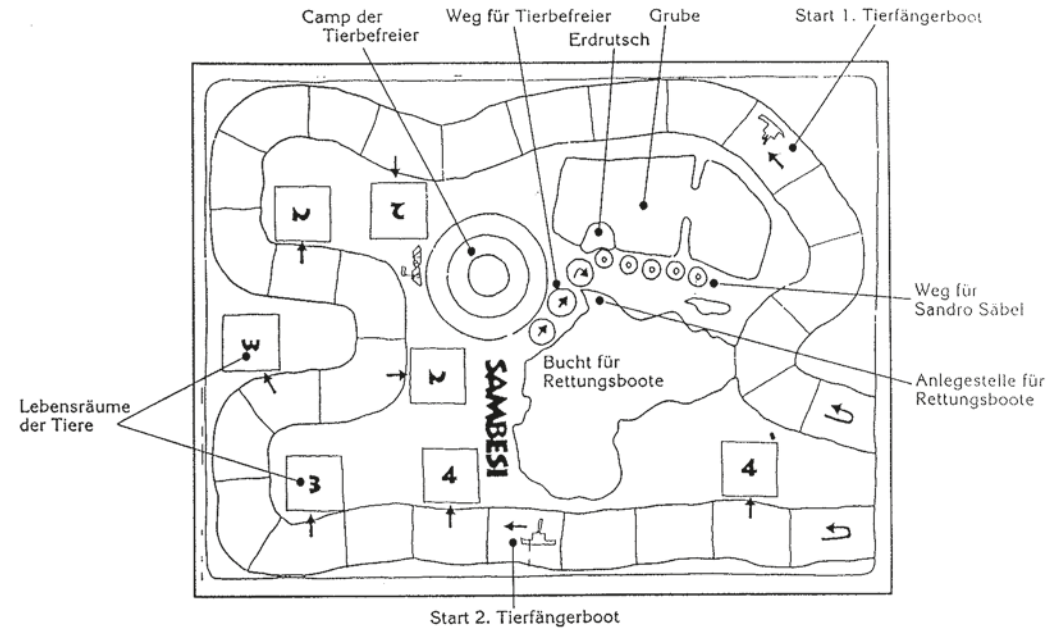 Camp der
Tierbefreier
Weg für Tierbefreier
Erdrutsch
Grube
Start 1. Tierfängerboot
2
2
3
2
3
4
4
SAMBESI
Bucht für
Rettungsboote
Weg für
Sandro Säbel
Anlegestelle für
Rettungsboote
Lebensräume
der Tiere
Start 2. Tierfängerboot